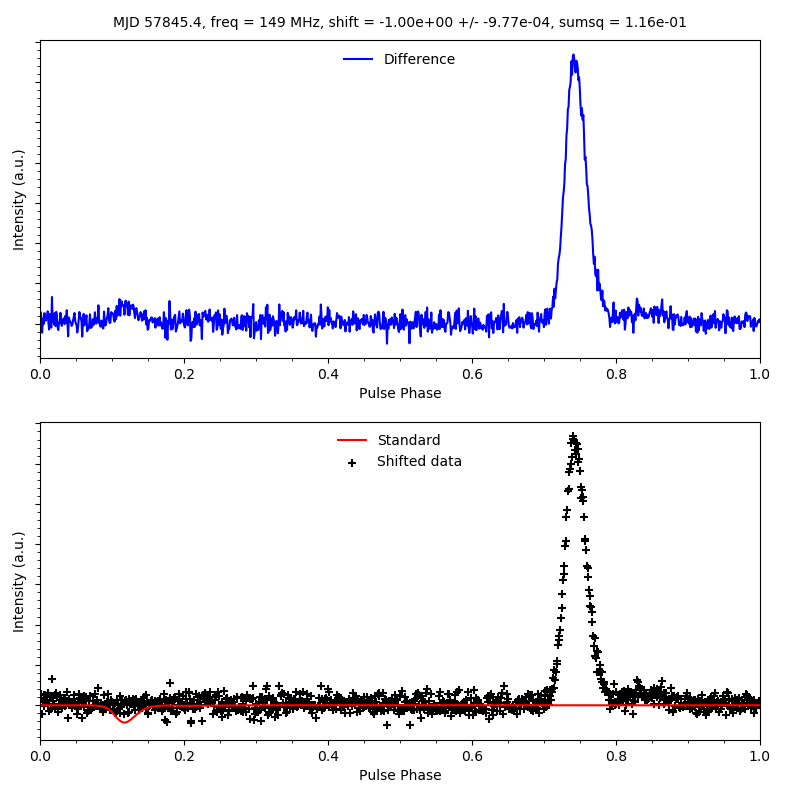 MJD 57845.4, freq = 149 MHz, shift = -1.00e+00 +/- -9.77e-04, sumsq = 1.16e-01
Difference
Intensity (a.u.)
0.0 0.2 0.4 0.6 0.8 1.0
Pulse Phase
Standard
Shifted data
Intensity (a.u.)
0.0 0.2 0.4 0.6 0.8 1.0
Pulse Phase